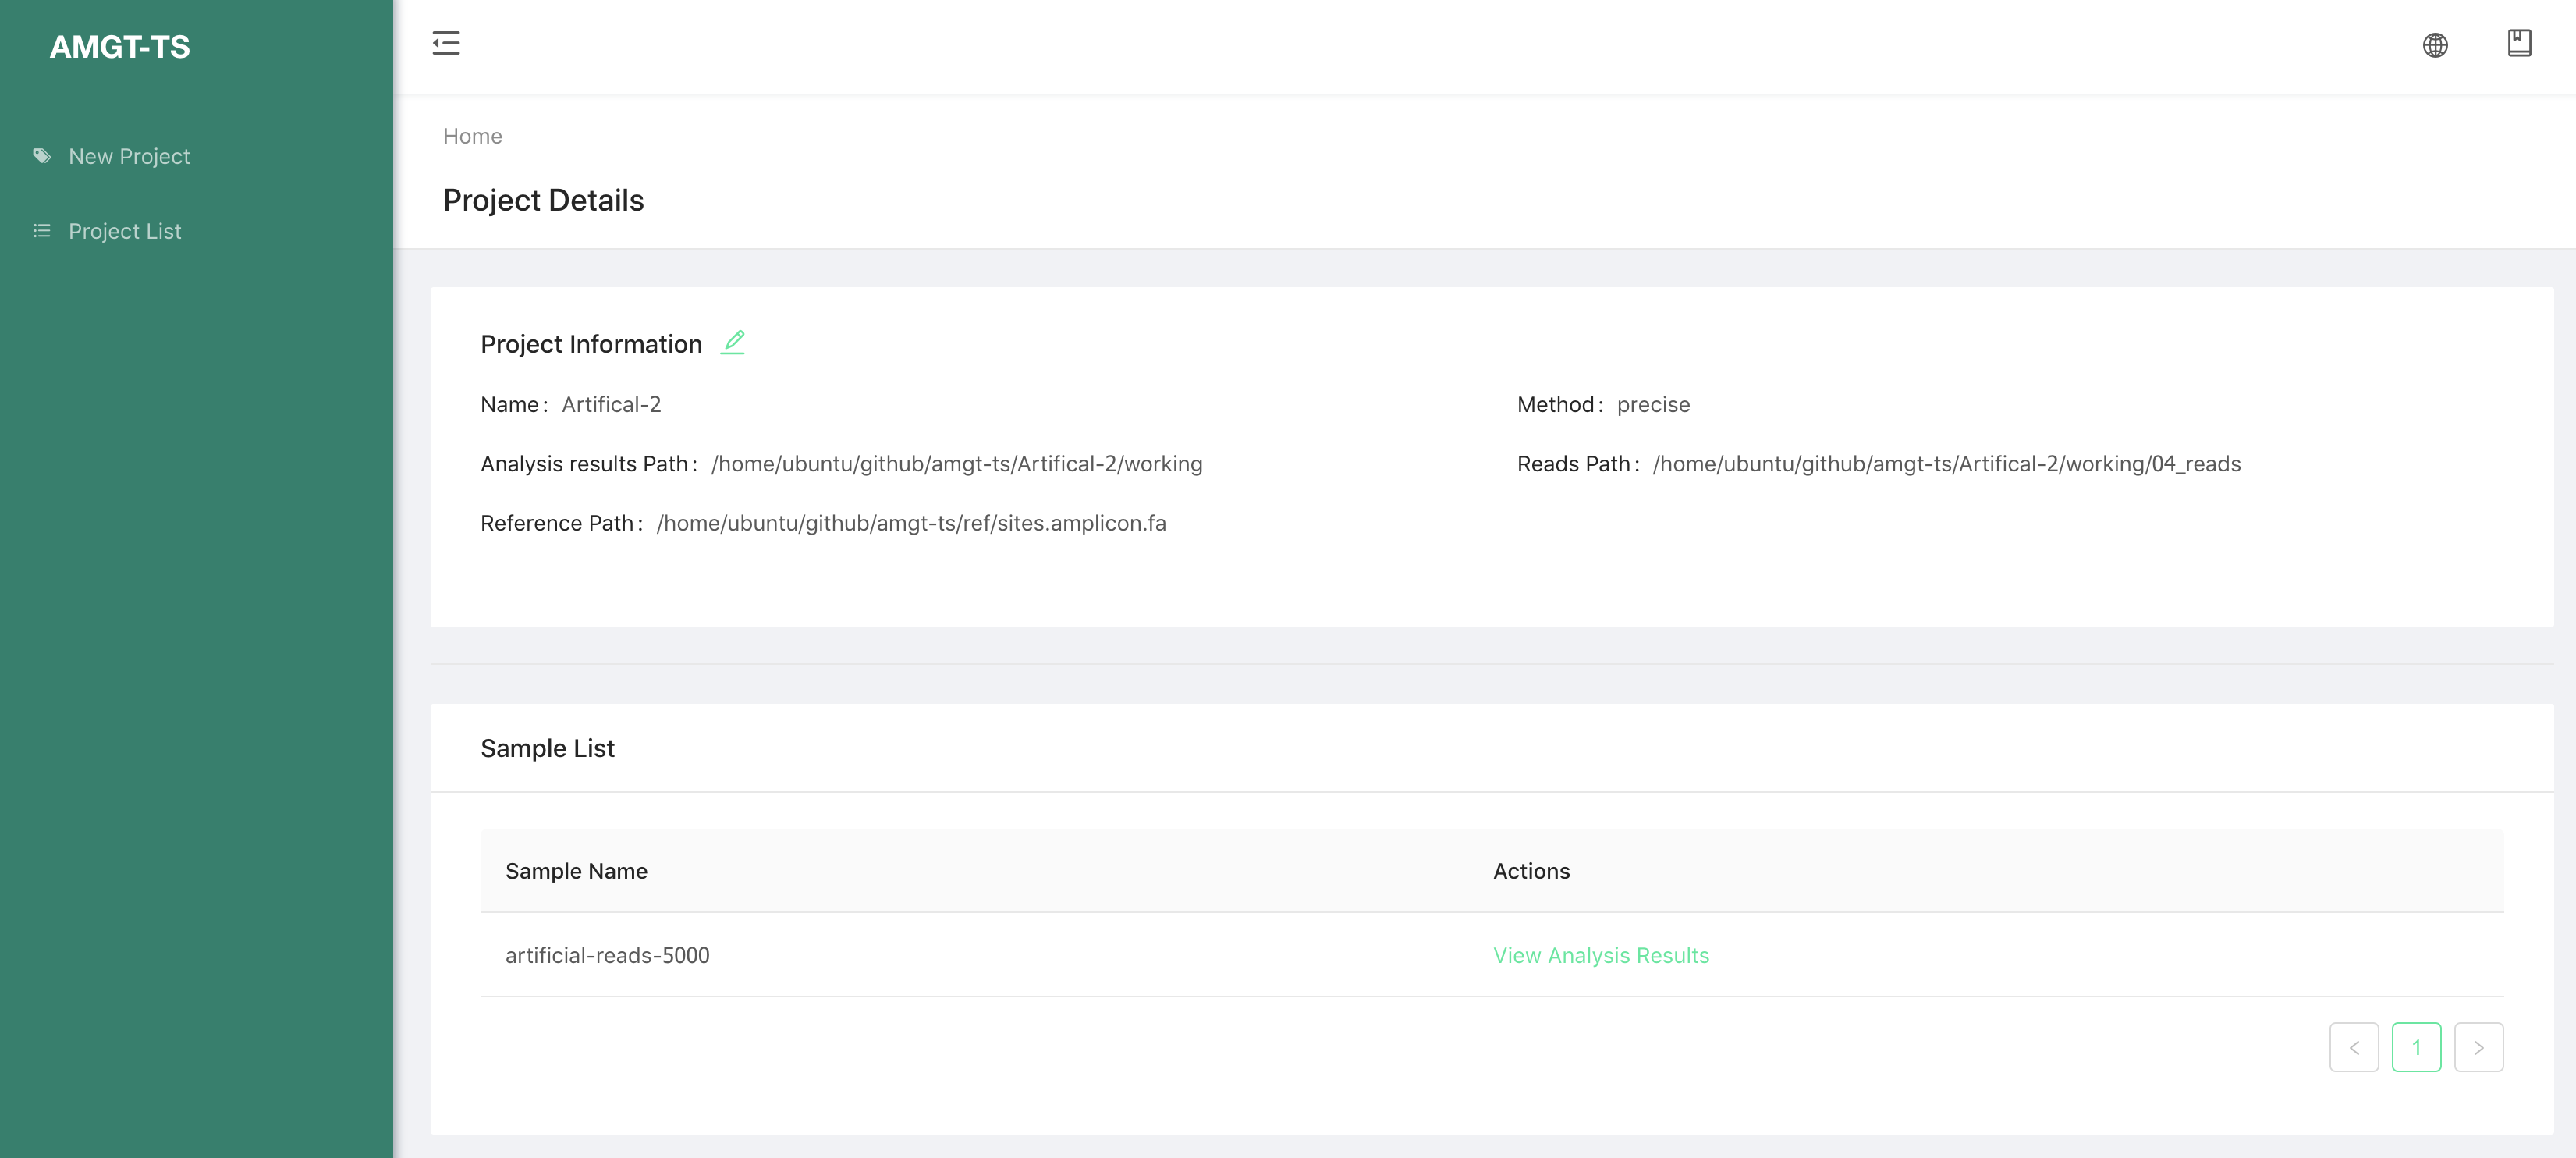 AMGT-TS
New Project
Project List
Home
Project Details
Project Information
Name: Artifical-2
Method: precise
Analysis results Path: /home/ubuntu/github/amgt-ts/Artifical-2/working
Reads Path: /home/ubuntu/github/amgt-ts/Artifical-2/working/04_reads
Reference Path: /home/ubuntu/github/amgt-ts/ref/sites.amplicon.fa
Sample List
Sample Name
Actions
artificial-reads-5000
View Analysis Results
< 1 >